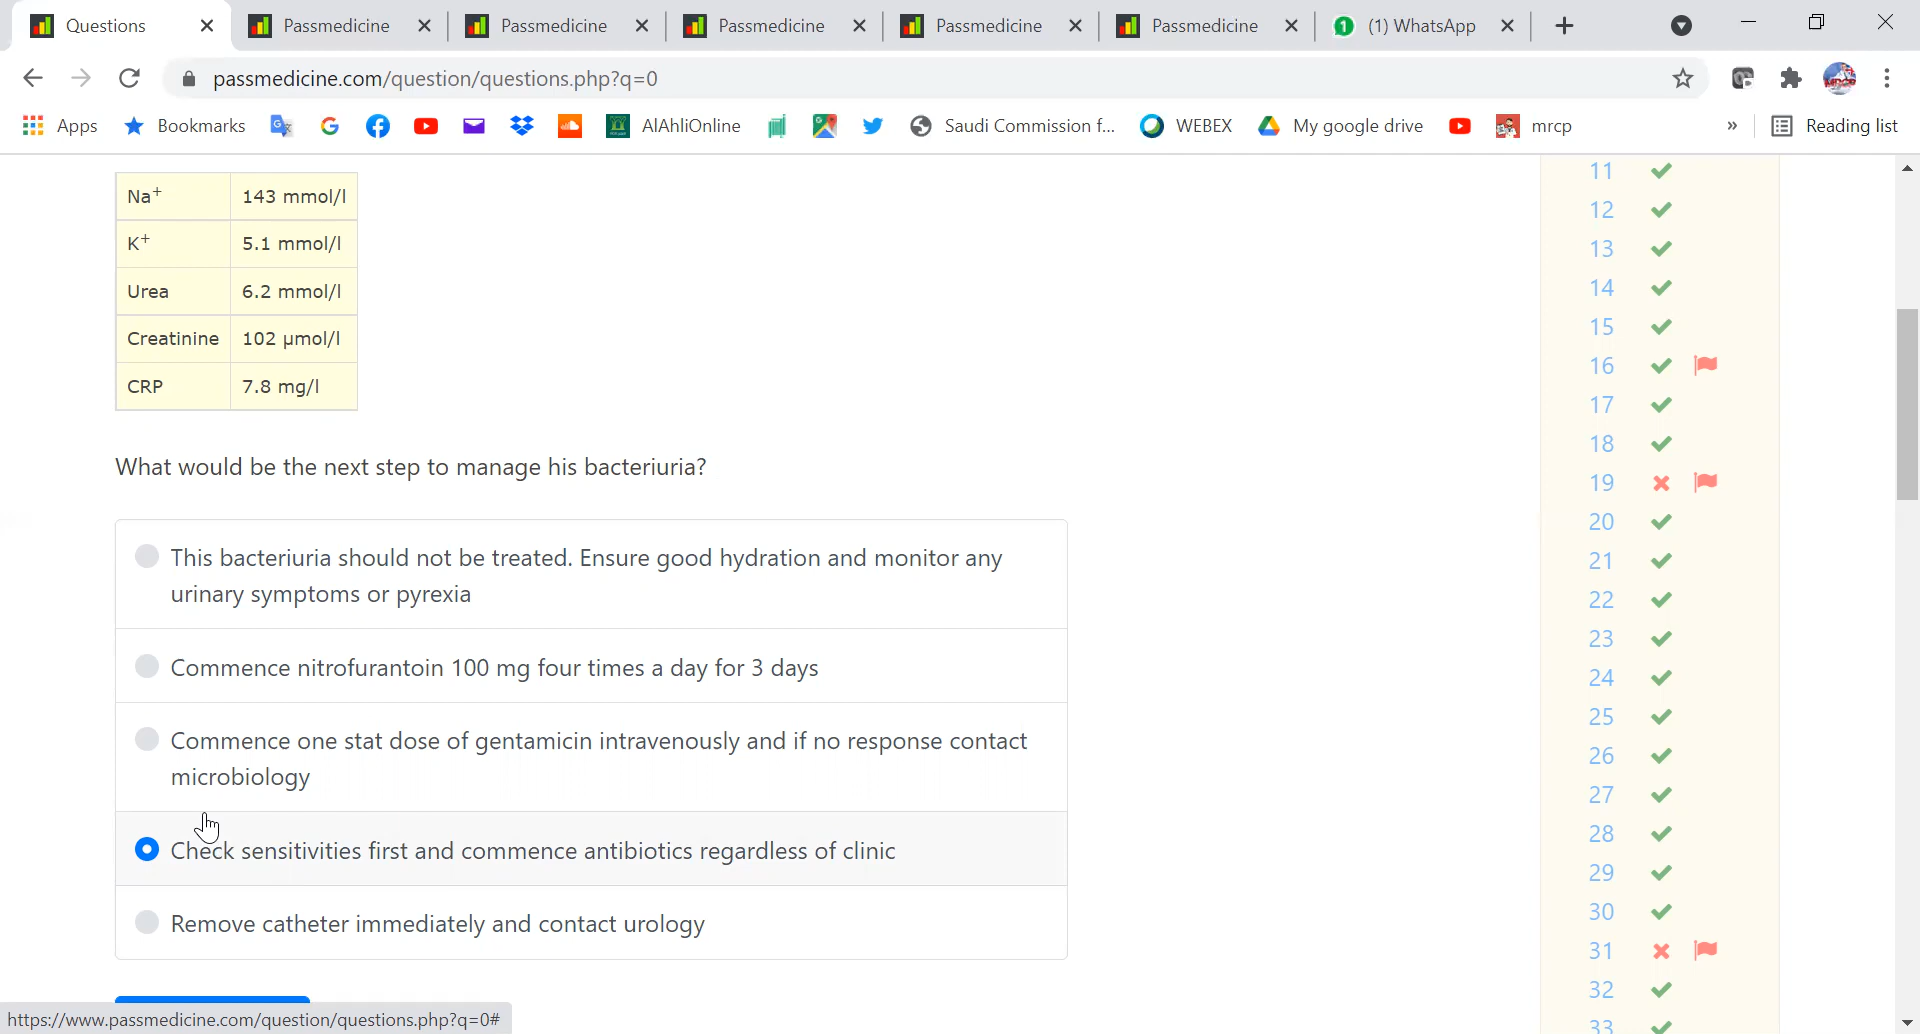 Questions
Passmedicine
Passmedicine
Passmedicine
Passmedicine
Passmedicine
1
(1) WhatsApp
passmedicine.com/question/questions.php?q=0
Apps
Bookmarks
AlAhliOnline
Saudi Commission f...
WEBEX
My google drive
mrcp
»
Reading list
Na+ 143 mmol/l
K+ 5.1 mmol/l
Urea 6.2 mmol/l
Creatinine 102 µmol/l
CRP 7.8 mg/l
What would be the next step to manage his bacteriuria?
This bacteriuria should not be treated. Ensure good hydration and monitor any
urinary symptoms or pyrexia
Commence nitrofurantoin 100 mg four times a day for 3 days
Commence one stat dose of gentamicin intravenously and if no response contact
microbiology
Check sensitivities first and commence antibiotics regardless of clinic
Remove catheter immediately and contact urology
https://www.passmedicine.com/question/questions.php?q=0#
11
12
13
14
15
16
17
18
19
20
21
22
23
24
25
26
27
28
29
30
31
32
33